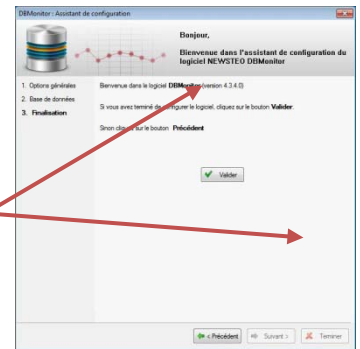 DBMonitor : Assistant de configuration
Bonjour,
Bienvenue dans l'assistant de configuration du
logiciel NEWSTEO DBMonitor
1. Options générales
2. Base de données
3. Finalisation
Bienvenue dans le logiciel DBMonitor (version 4.3.4.0)
Si vous avez terminé de configurer le logiciel, cliquez sur le bouton Valider.
Sinon cliquez sur le bouton Précédent
Valider
< Précédent
Suivant >
Terminer